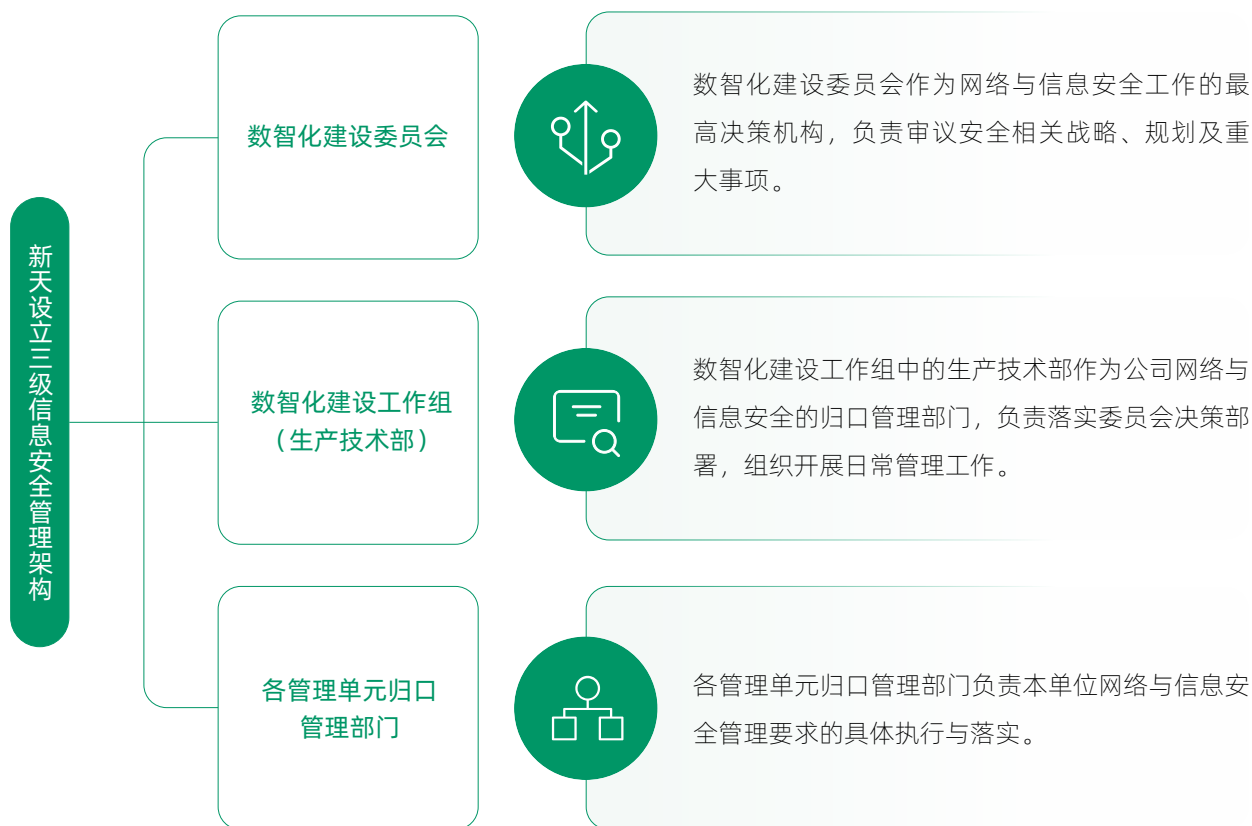 新天设立三级信息安全管理架构
数智化建设委员会
数智化建设委员会作为网络与信息安全工作的最
高决策机构，负责审议安全相关战略、规划及重
大事项。
数智化建设工作组
（生产技术部）
数智化建设工作组中的生产技术部作为公司网络与
信息安全的归口管理部门，负责落实委员会决策部
署，组织开展日常管理工作。
各管理单元归口
管理部门
各管理单元归口管理部门负责本单位网络与信息安
全管理要求的具体执行与落实。